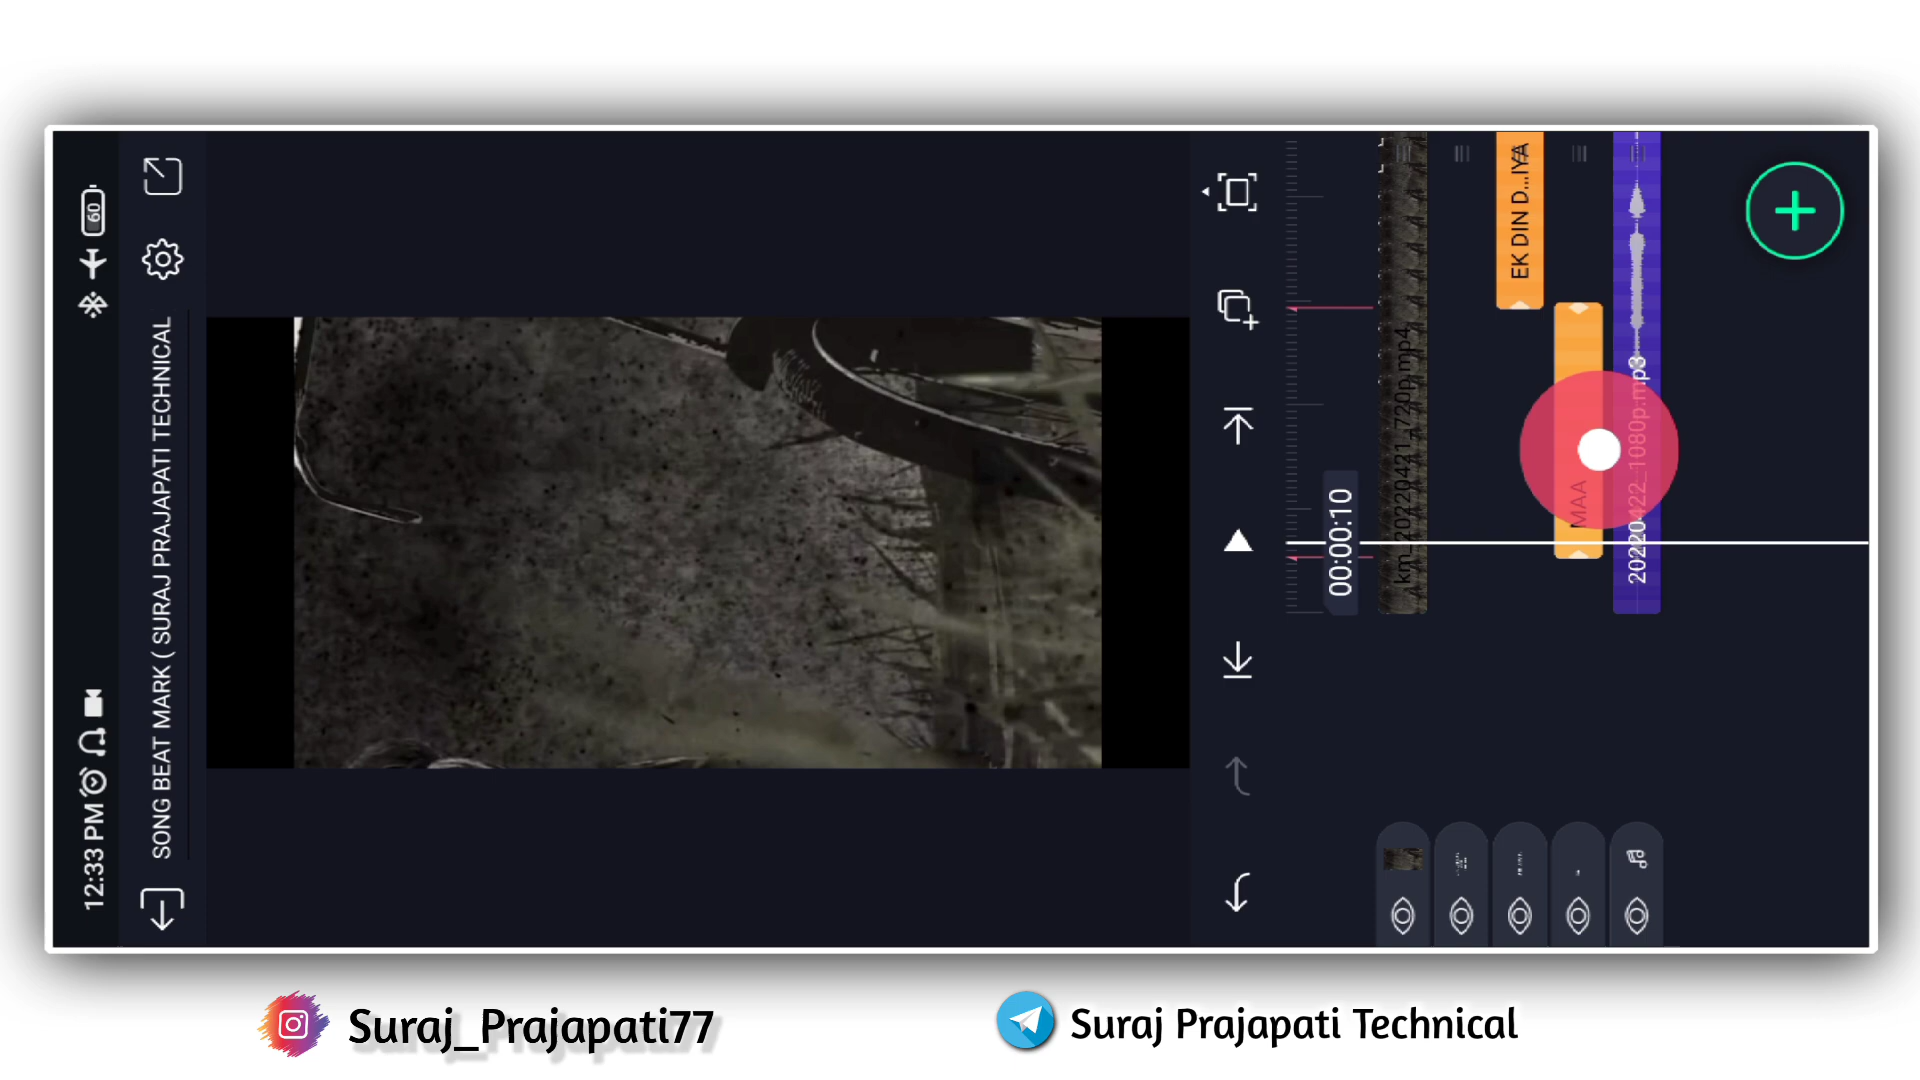 12:33 PM
60
SONG BEAT MARK ( SURAJ PRAJAPATI TECHNICAL
00:00:10
km_20220421_720p.mp4
EK DIN D...IYA
MAA
20220422_1080p.mp3
Suraj_Prajapati77
Suraj Prajapati Technical